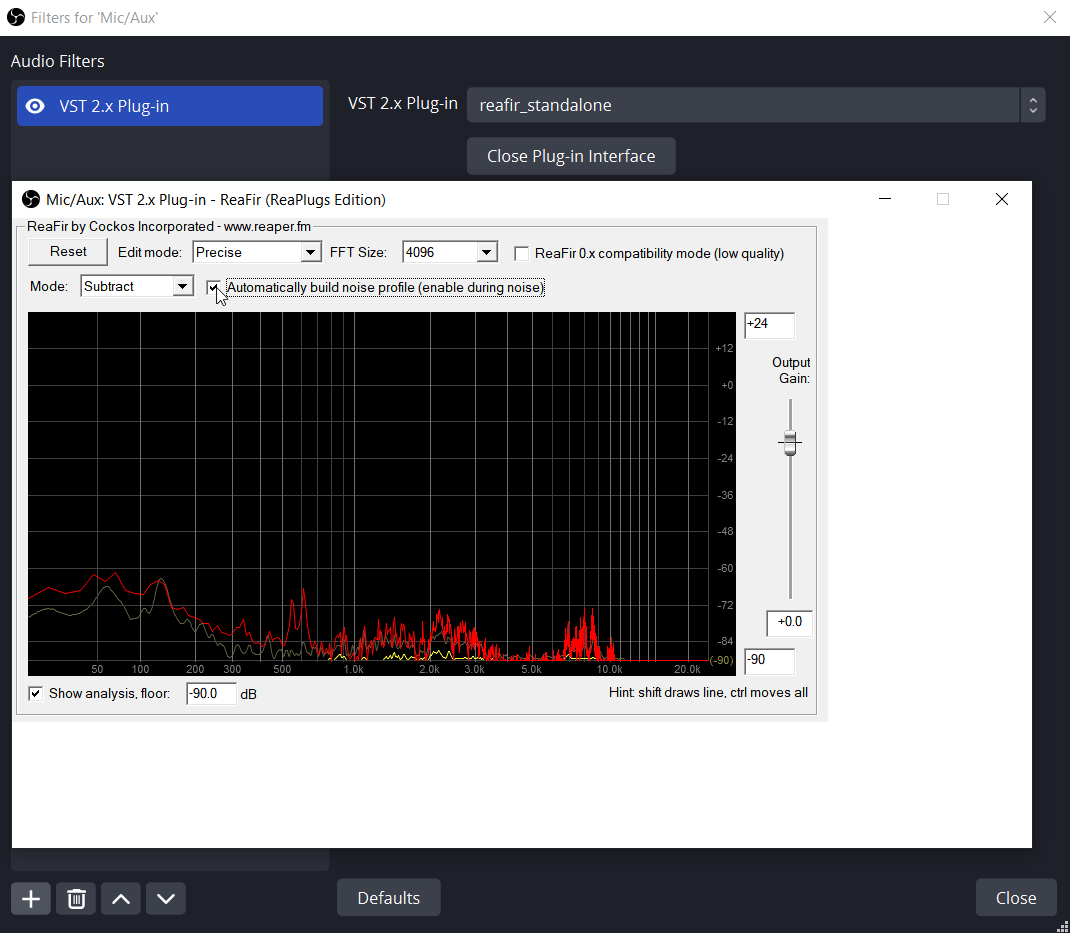 Filters for 'Mic/Aux'
Audio Filters
VST 2.x Plug-in
VST 2.x Plug-in
reafir_standalone
Close Plug-in Interface
Mic/Aux: VST 2.x Plug-in - ReaFir (ReaPlugs Edition)
ReaFir by Cockos Incorporated - www.reaper.fm
Reset Edit mode: Precise FFT Size: 4096 ReaFir 0.x compatibility mode (low quality)
Mode: Subtract Automatically build noise profile (enable during noise)
+24
+12
Output
Gain:
+0
-12
-24
-36
-48
-60
-72
+0.0
-84
(-90)
-90
50 100 200 300 500 1.0k 2.0k 3.0k 5.0k 10.0k 20.0k
Show analysis, floor: -90.0 dB
Hint: shift draws line, ctrl moves all
Defaults
Close